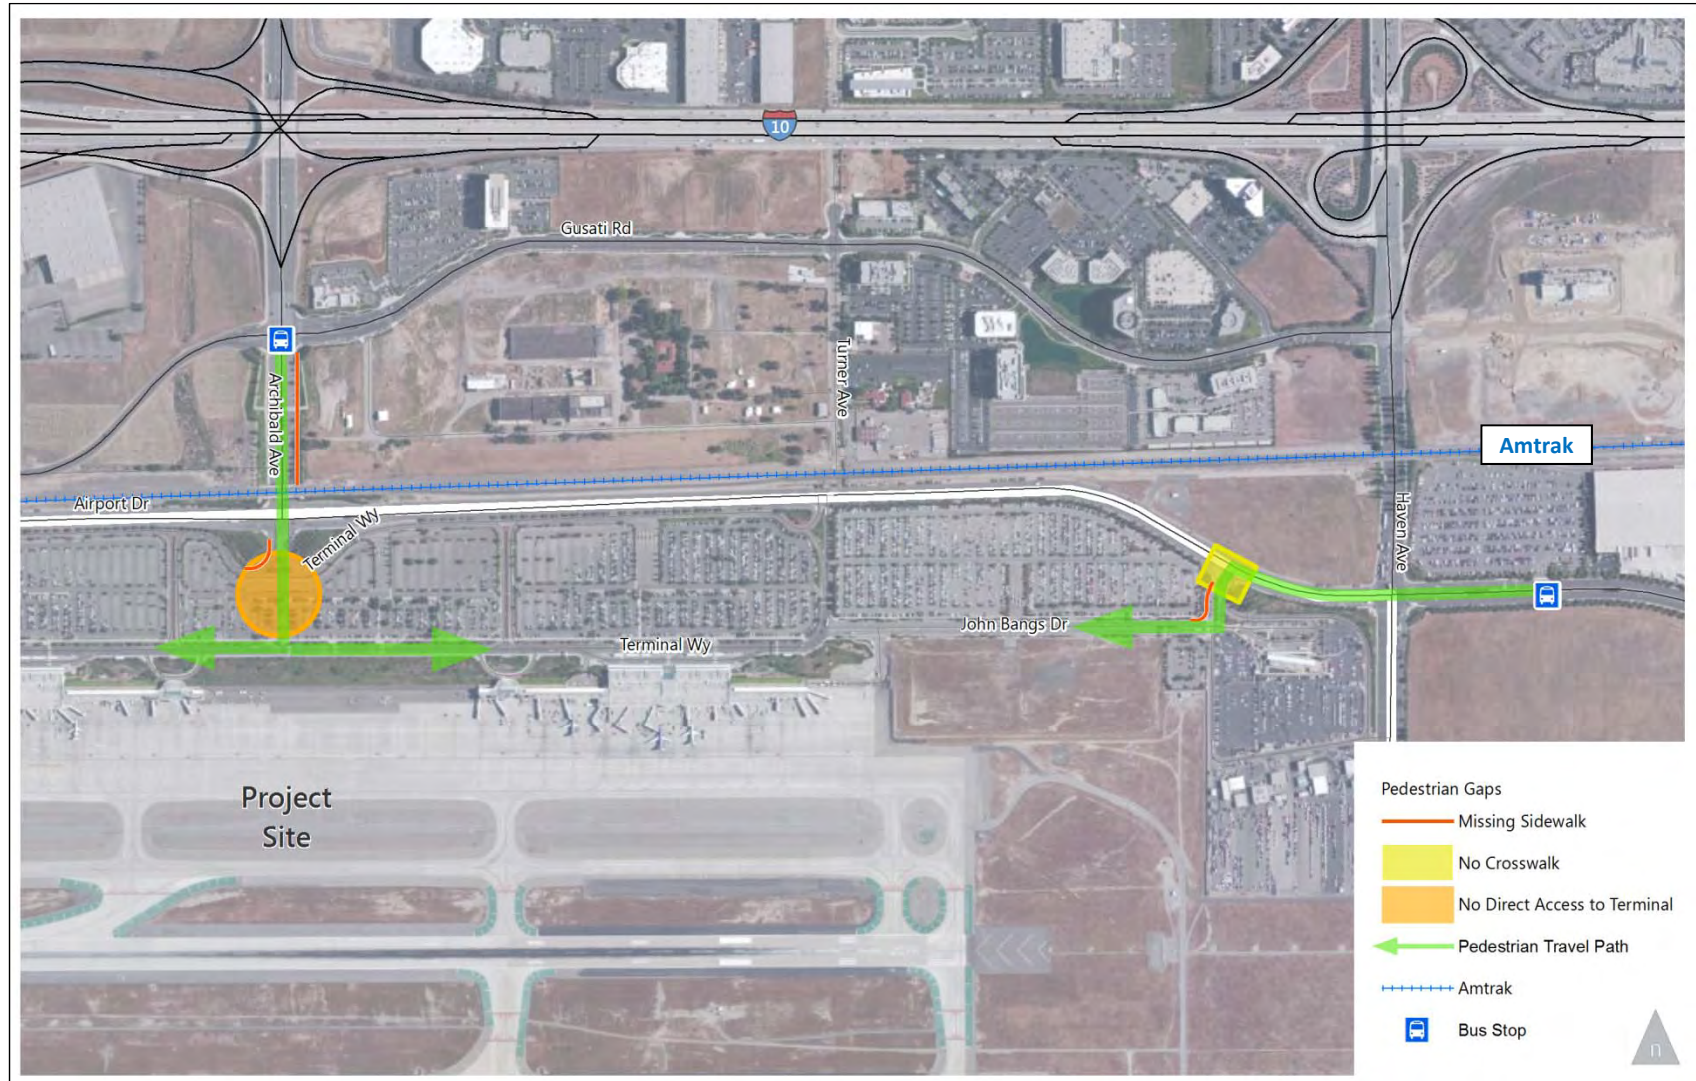 10
Gusati Rd
Turner Ave
Archibald Ave
Amtrak
Airport Dr
Terminal Wy
Haven Ave
John Bangs Dr
Terminal Wy
Project
Site
Pedestrian Gaps
Missing Sidewalk
No Crosswalk
No Direct Access to Terminal
Pedestrian Travel Path
Amtrak
Bus Stop
n